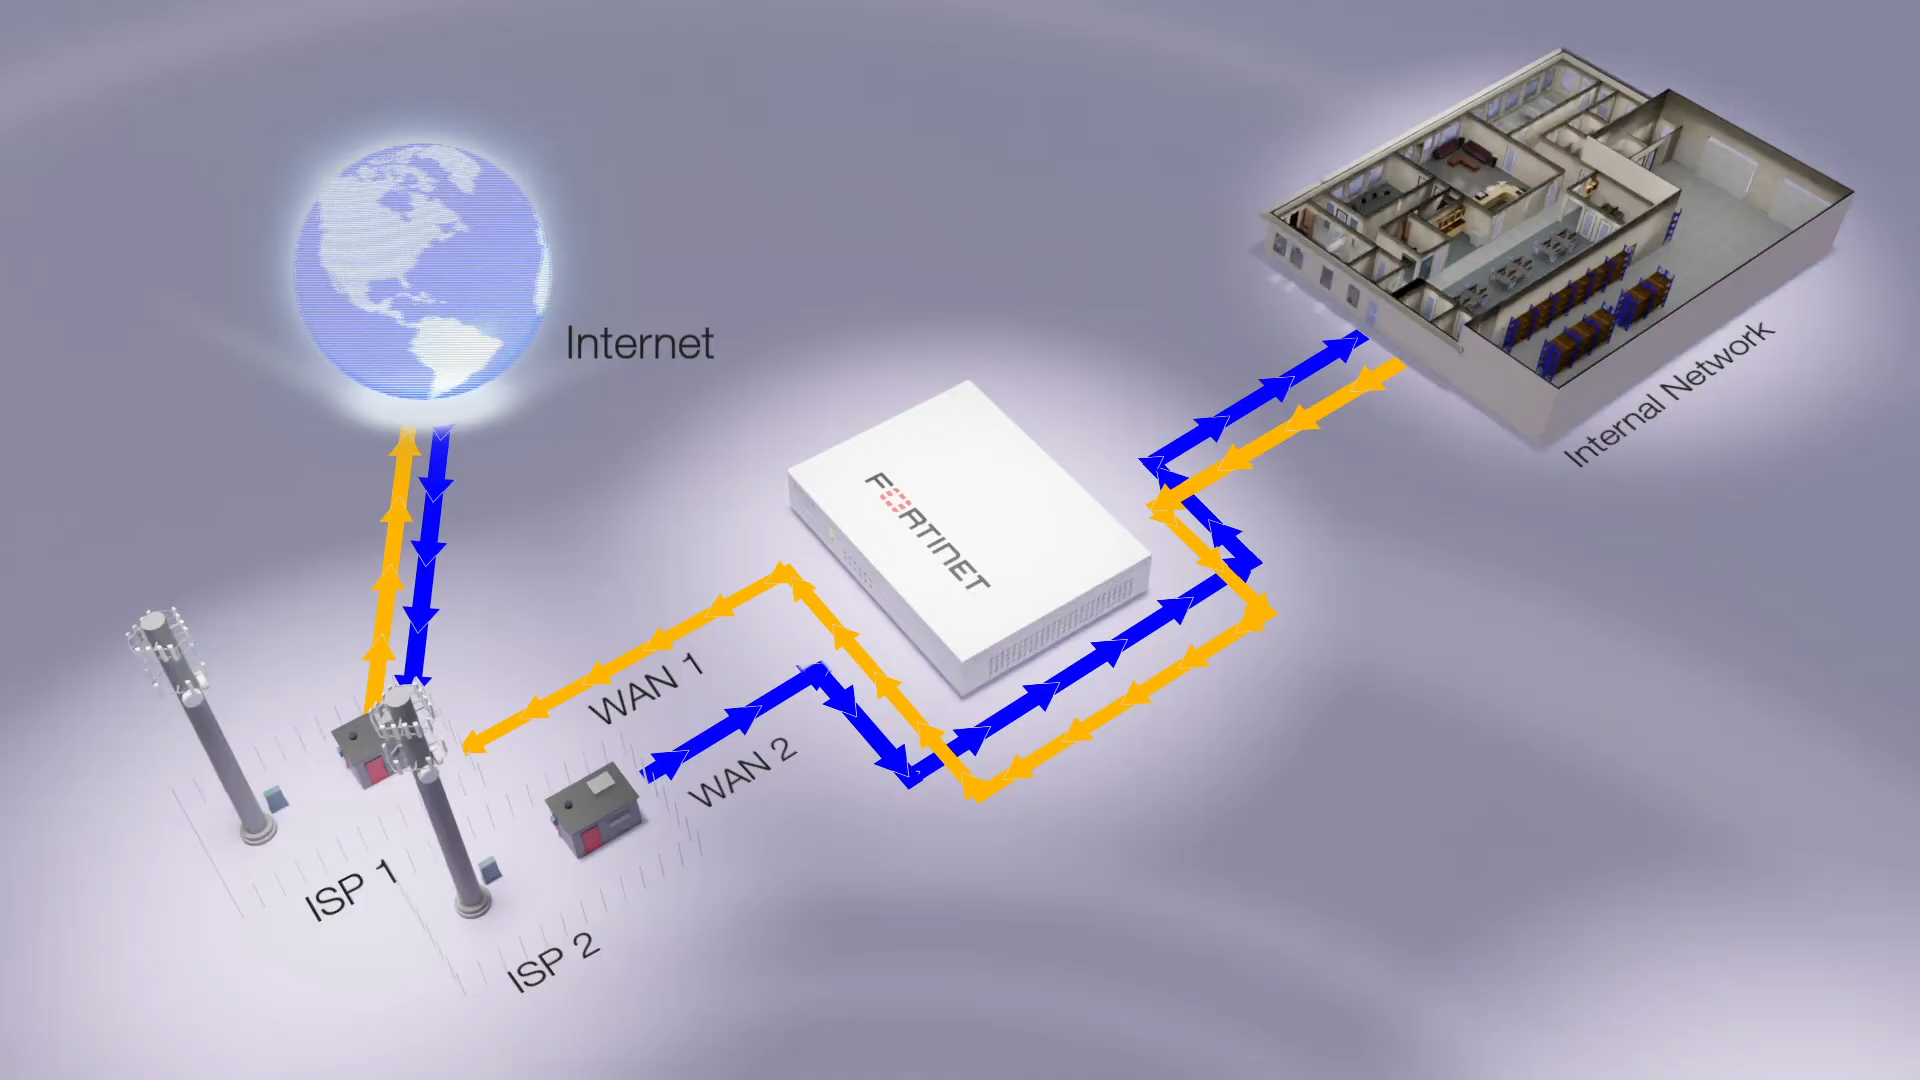 Internet
Internal Network
FORTINET
WAN 1
WAN 2
ISP 1
ISP 2